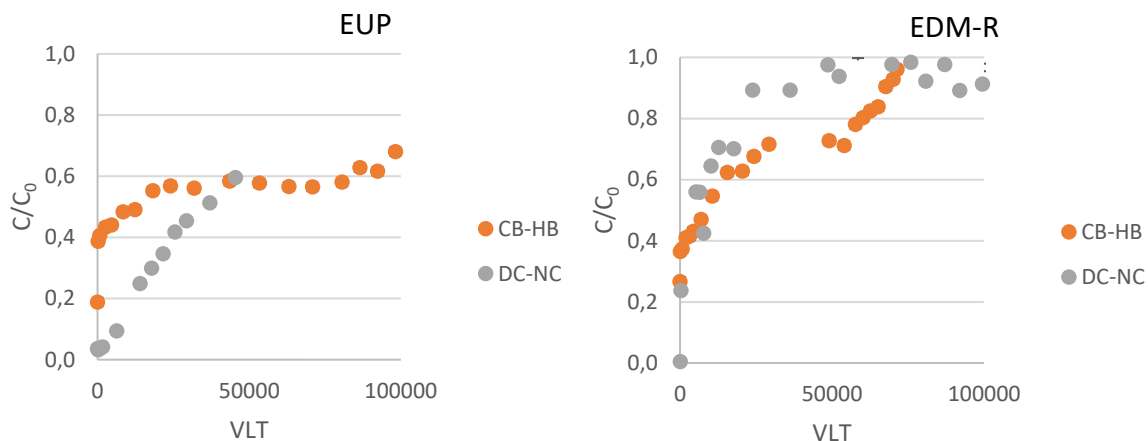 EUP
1,0
0,8
0,6
0,4
0,2
0,0
C/C0
0
50000
100000
VLT
CB-HB
DC-NC
EDM-R
1,0
0,8
0,6
0,4
0,2
0,0
C/C0
0
50000
100000
VLT
CB-HB
DC-NC